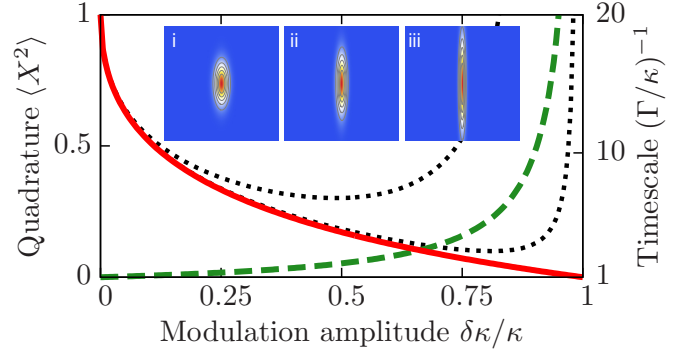 1
0.5
0
Quadrature ⟨X²⟩
i
ii
iii
20
10
1
Timescale (Γ/κ)⁻¹
0
0.25
0.5
0.75
1
Modulation amplitude δκ/κ